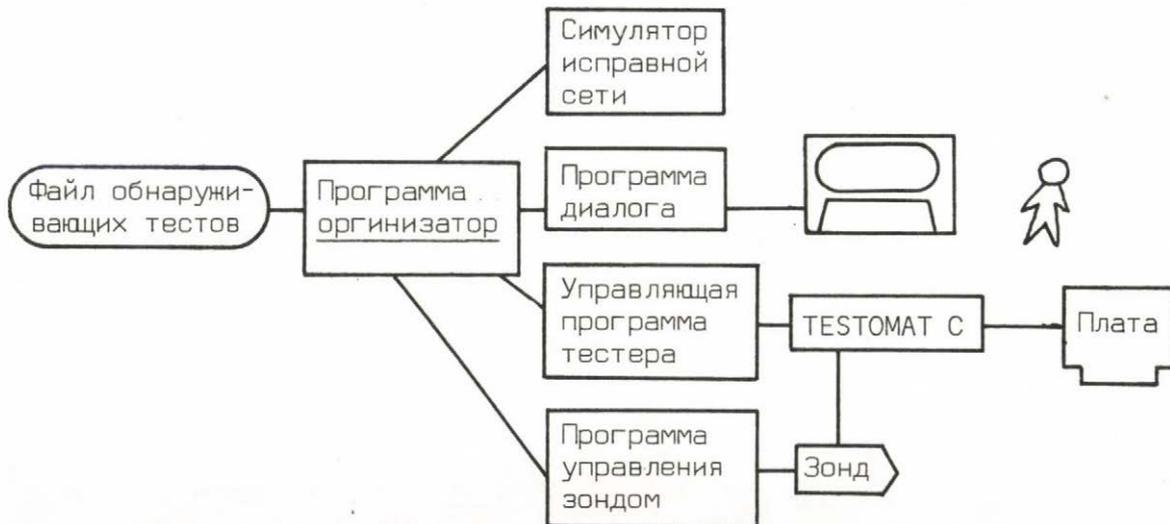 Симулятор
исправной
сети
Файл обнаружи-
вающих тестов
Программа
оргинизатор
Программа
диалога
Управляющая
программа
тестера
TESTOMAT C
Плата
Программа
управления
зондом
Зонд